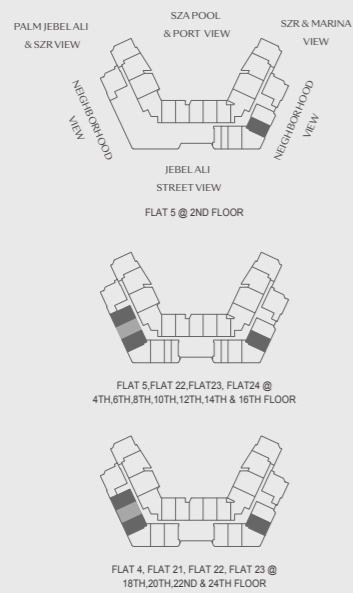 PALM JEBEL ALI
& SZR VIEW
SZA POOL
& PORT VIEW
SZR & MARINA
VIEW
NEIGHBORHOOD
VIEW
NEIGHBORHOOD
VIEW
JEBEL ALI
STREET VIEW
FLAT 5 @ 2ND FLOOR
FLAT 5,FLAT 22,FLAT23, FLAT24 @
4TH,6TH,8TH,10TH,12TH,14TH & 16TH FLOOR
FLAT 4, FLAT 21, FLAT 22, FLAT 23 @
18TH,20TH,22ND & 24TH FLOOR